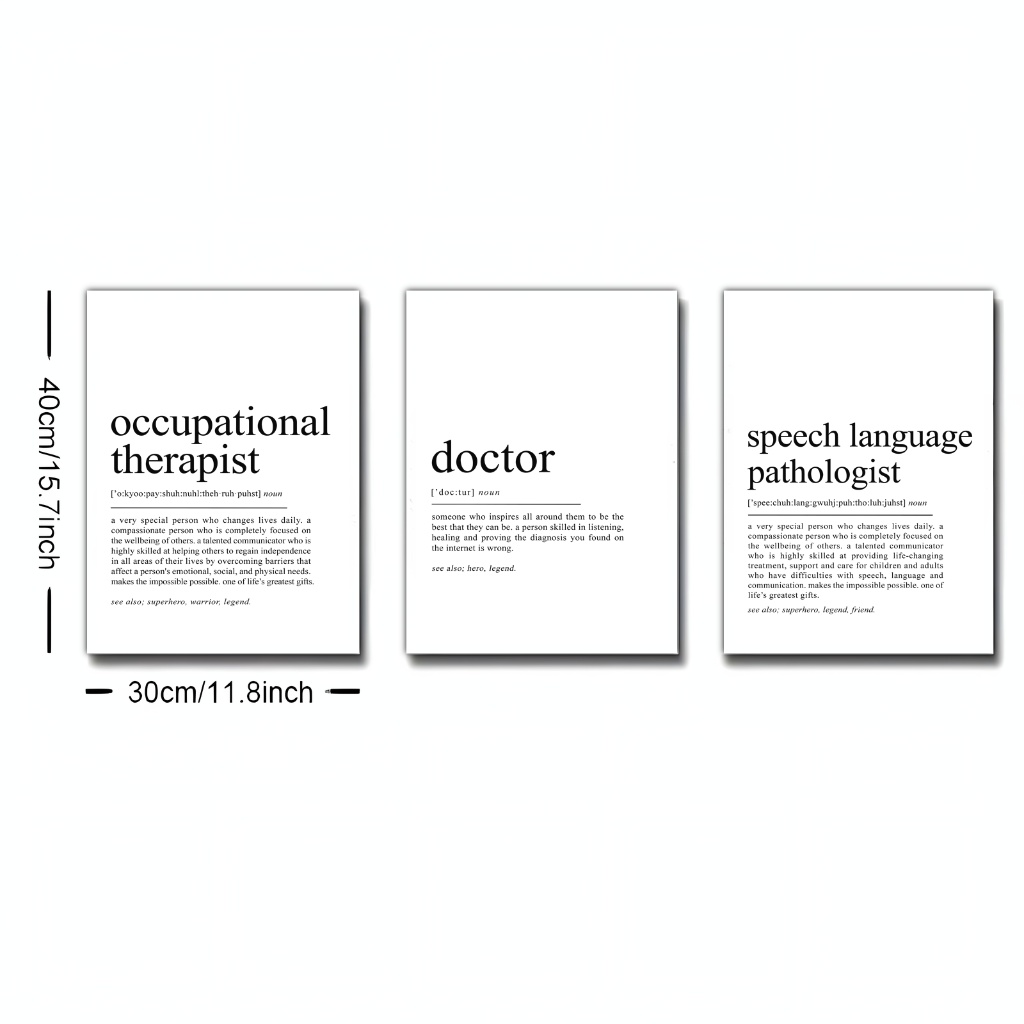 40cm/15.7inch
occupational
therapist
['o:kyoo:pay:shuh:nuhl:theh·ruh·puhst] noun
a very special person who changes lives daily. a
compassionate person who is completely focused on
the wellbeing of others. a talented communicator who is
highly skilled at helping others to regain independence
in all areas of their lives by overcoming barriers that
affect a person's emotional, social, and physical needs.
makes the impossible possible. one of life's greatest gifts.
see also; superhero, warrior, legend.
30cm/11.8inch
doctor
['doc:tur] noun
someone who inspires all around them to be the
best that they can be. a person skilled in listening,
healing and proving the diagnosis you found on
the internet is wrong.
see also; hero, legend.
speech language
pathologist
['spee:chuh:lang:gwuhj:puh:tho:luh:juhst] noun
a very special person who changes lives daily. a
compassionate person who is completely focused on
the wellbeing of others. a talented communicator
who is highly skilled at providing life-changing
treatment, support and care for children and adults
who have difficulties with speech, language and
communication. makes the impossible possible. one of
life's greatest gifts.
see also; superhero, legend, friend.